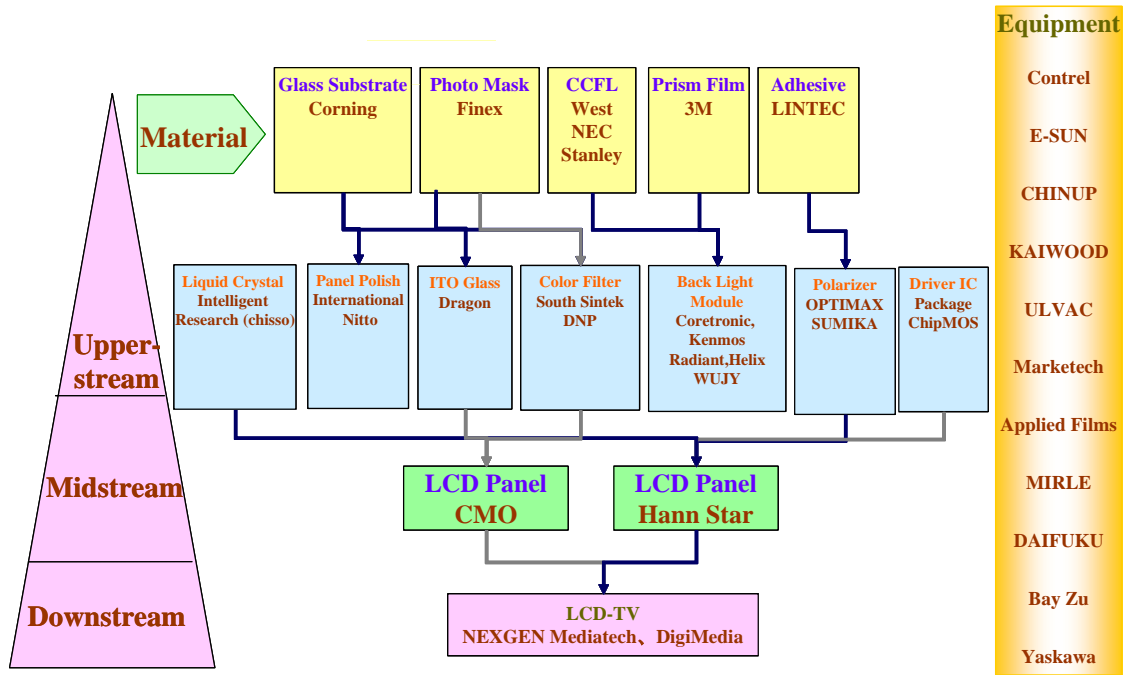 Equipment
Contrel
E-SUN
CHINUP
KAIWOOD
ULVAC
Marketech
Applied Films
MIRLE
DAIFUKU
Bay Zu
Yaskawa
Material
Glass Substrate
Corning
Photo Mask
Finex
CCFL
West
NEC
Stanley
Prism Film
3M
Adhesive
LINTEC
Upper-
stream
Liquid Crystal
Intelligent
Research (chisso)
Panel Polish
International
Nitto
ITO Glass
Dragon
Color Filter
South Sintek
DNP
Back Light
Module
Coretronic,
Kenmos
Radiant,Helix
WUJY
Polarizer
OPTIMAX
SUMIKA
Driver IC
Package
ChipMOS
Midstream
LCD Panel
CMO
LCD Panel
Hann Star
Downstream
LCD-TV
NEXGEN Mediatech、DigiMedia